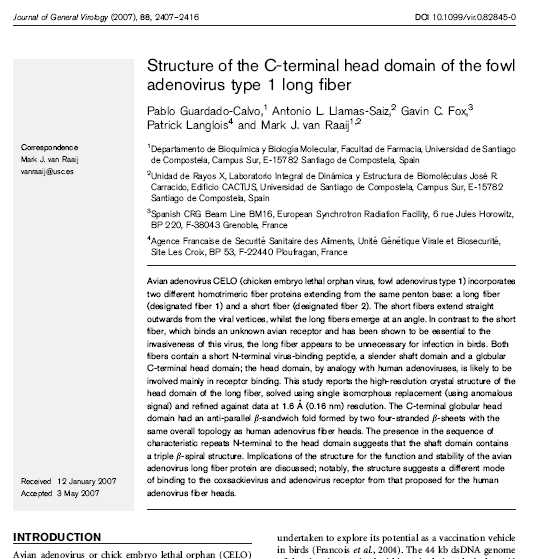 Journal of General Virology (2007), 88, 2407–2416
DOI 10.1099/vir.0.82845-0
Structure of the C-terminal head domain of the fowl
adenovirus type 1 long fiber
Pablo Guardado-Calvo,1 Antonio L. Llamas-Saiz,2 Gavin C. Fox,3
Patrick Langlois4 and Mark J. van Raaij1,2
Correspondence
Mark J. van Raaij
vanraaij@usc.es
1Departamento de Bioquímica y Biología Molecular, Facultad de Farmacia, Universidad de Santiago
de Compostela, Campus Sur, E-15782 Santiago de Compostela, Spain
2Unidad de Rayos X, Laboratorio Integral de Dinámica y Estructura de Biomoléculas José R.
Carracido, Edificio CACTUS, Universidad de Santiago de Compostela, Campus Sur, E-15782
Santiago de Compostela, Spain
3Spanish CRG Beam Line BM16, European Synchrotron Radiation Facility, 6 rue Jules Horowitz,
BP 220, F-38043 Grenoble, France
4Agence Francaise de Securité Sanitaire des Aliments, Unité Génétique Virale et Biosecurité,
Site Les Croix, BP 53, F-22440 Ploufragan, France
Received 12 January 2007
Accepted 3 May 2007
Avian adenovirus CELO (chicken embryo lethal orphan virus, fowl adenovirus type 1) incorporates
two different homotrimeric fiber proteins extending from the same penton base: a long fiber
(designated fiber 1) and a short fiber (designated fiber 2). The short fibers extend straight
outwards from the viral vertices, whilst the long fibers emerge at an angle. In contrast to the short
fiber, which binds an unknown avian receptor and has been shown to be essential to the
invasiveness of this virus, the long fiber appears to be unnecessary for infection in birds. Both
fibers contain a short N-terminal virus-binding peptide, a slender shaft domain and a globular
C-terminal head domain; the head domain, by analogy with human adenoviruses, is likely to be
involved mainly in receptor binding. This study reports the high-resolution crystal structure of the
head domain of the long fiber, solved using single isomorphous replacement (using anomalous
signal) and refined against data at 1.6 Å (0.16 nm) resolution. The C-terminal globular head
domain had an anti-parallel β-sandwich fold formed by two four-stranded β-sheets with the
same overall topology as human adenovirus fiber heads. The presence in the sequence of
characteristic repeats N-terminal to the head domain suggests that the shaft domain contains
a triple β-spiral structure. Implications of the structure for the function and stability of the avian
adenovirus long fiber protein are discussed; notably, the structure suggests a different mode
of binding to the coxsackievirus and adenovirus receptor from that proposed for the human
adenovirus fiber heads.
INTRODUCTION
Avian adenovirus or chick embryo lethal orphan (CELO)
undertaken to explore its potential as a vaccination vehicle
in birds (Francois et al., 2004). The 44 kb dsDNA genome